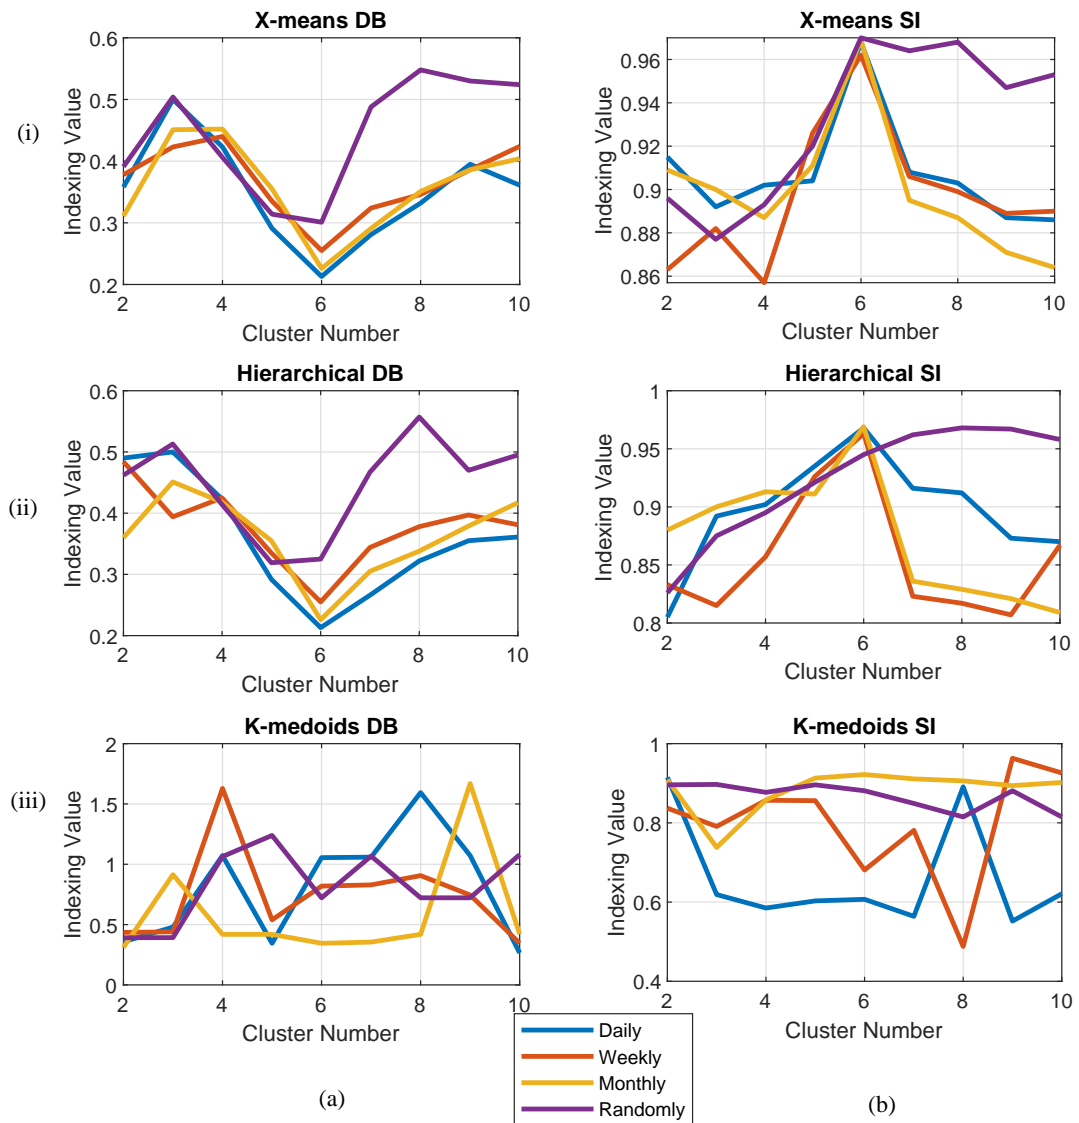 X-means DB
0.6
0.5
0.4
0.3
0.2
Indexing Value
2 4 6 8 10
Cluster Number
(i)
X-means SI
0.96
0.94
0.92
0.9
0.88
0.86
Indexing Value
2 4 6 8 10
Cluster Number
Hierarchical DB
0.6
0.5
0.4
0.3
0.2
Indexing Value
2 4 6 8 10
Cluster Number
(ii)
Hierarchical SI
1
0.95
0.9
0.85
0.8
Indexing Value
2 4 6 8 10
Cluster Number
K-medoids DB
2
1.5
1
0.5
0
Indexing Value
2 4 6 8 10
Cluster Number
(iii)
K-medoids SI
1
0.8
0.6
0.4
Indexing Value
2 4 6 8 10
Cluster Number
Daily
Weekly
Monthly
Randomly
(a)
(b)